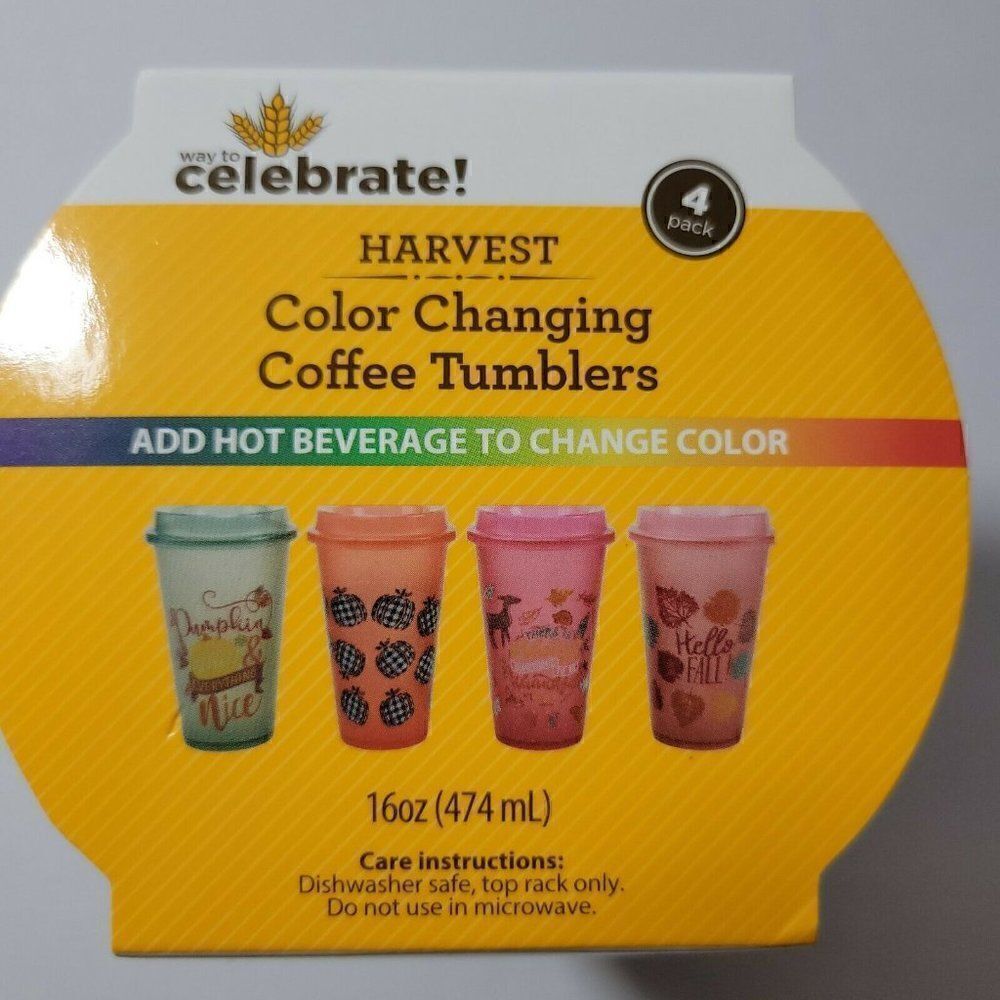 way to
celebrate!
4
pack
HARVEST
Color Changing
Coffee Tumblers
ADD HOT BEVERAGE TO CHANGE COLOR
Pumpkin
&
EVERYTHING
Nice
Hello
FALL
16oz (474 mL)
Care instructions:
Dishwasher safe, top rack only.
Do not use in microwave.